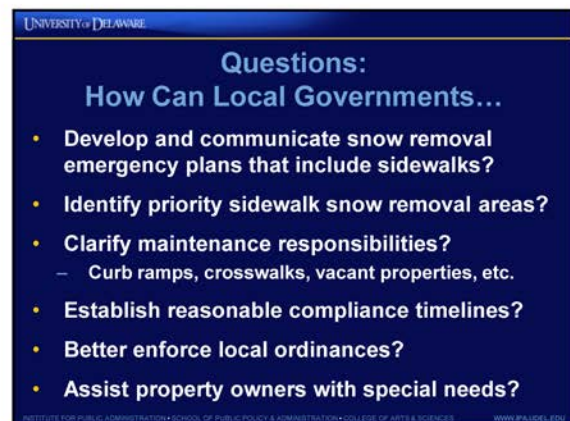 UNIVERSITY OF DELAWARE
Questions:
How Can Local Governments…
• Develop and communicate snow removal
emergency plans that include sidewalks?
• Identify priority sidewalk snow removal areas?
• Clarify maintenance responsibilities?
– Curb ramps, crosswalks, vacant properties, etc.
• Establish reasonable compliance timelines?
• Better enforce local ordinances?
• Assist property owners with special needs?
INSTITUTE FOR PUBLIC ADMINISTRATION • SCHOOL OF PUBLIC POLICY & ADMINISTRATION • COLLEGE OF ARTS & SCIENCES WWW.IPA.UDEL.EDU